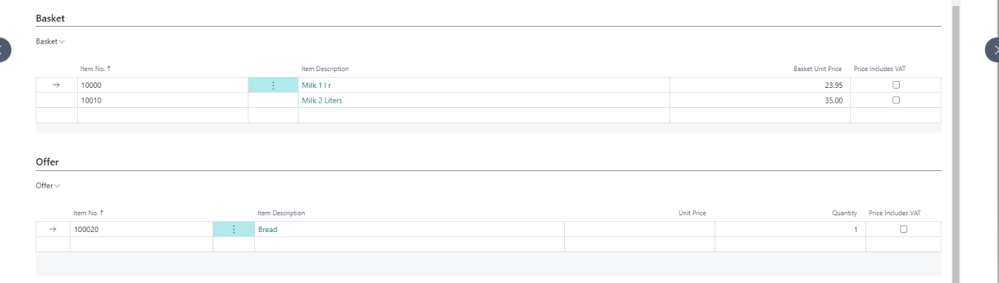 Basket
Basket
Item No. ↑ Item Description Basket Unit Price Price Includes VAT
10000 Milk 1 l r 23.95
10010 Milk 2 Liters 35.00
Offer
Offer
Item No. ↑ Item Description Unit Price Quantity Price Includes VAT
100020 Bread 1